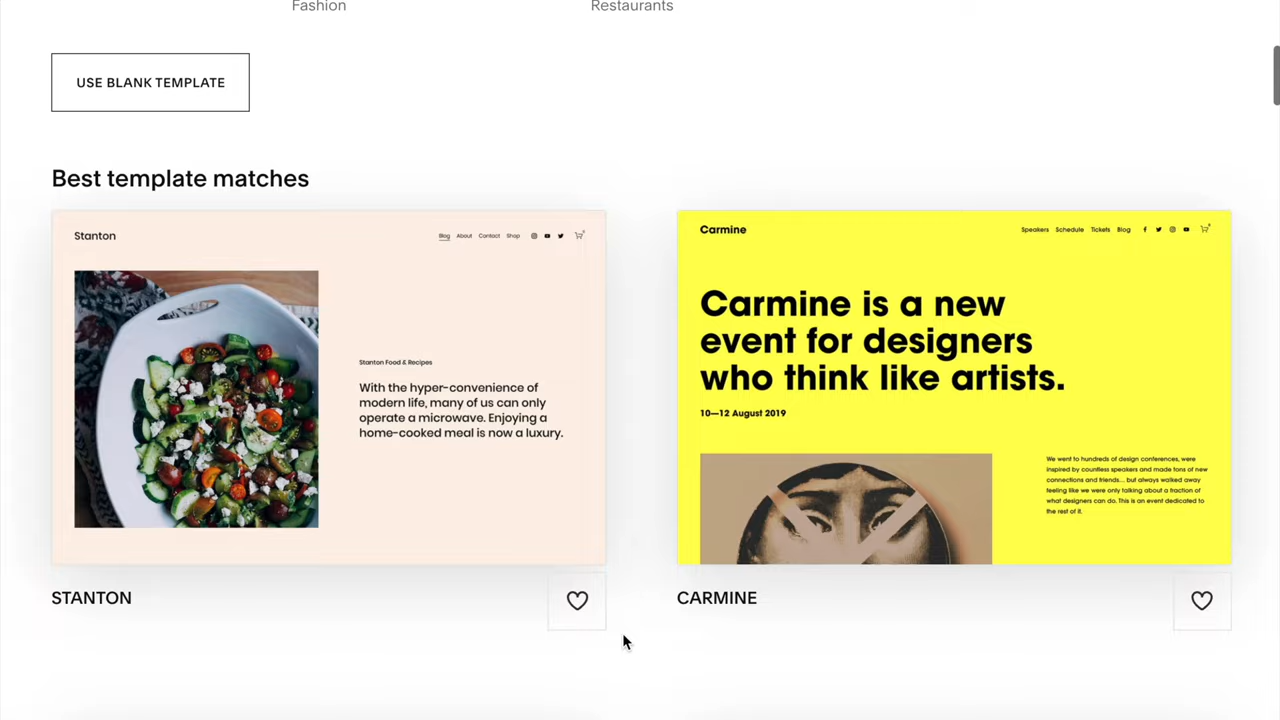 Fashion
Restaurants
USE BLANK TEMPLATE
Best template matches
Stanton
Blog About Contact Shop
Stanton Food & Recipes
With the hyper-convenience of
modern life, many of us can only
operate a microwave. Enjoying a
home-cooked meal is now a luxury.
STANTON
Carmine
Speakers Schedule Tickets Blog
Carmine is a new
event for designers
who think like artists.
10—12 August 2019
We went to hundreds of design conferences, were
inspired by countless speakers and made tons of new
connections and friends... but always walked away
feeling like we were only talking about a fraction of
what designers can do. This is an event dedicated to
the rest of it.
CARMINE